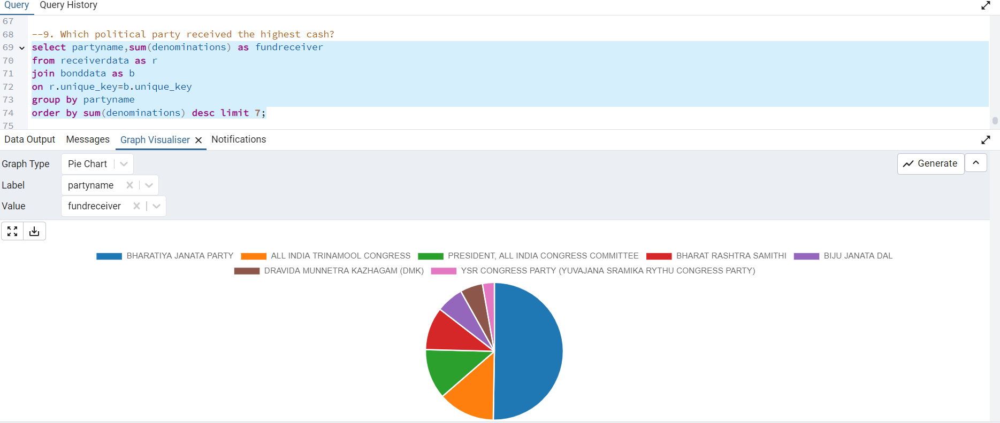 Query Query History
67
68 --9. Which political party received the highest cash?
69 select partyname,sum(denominations) as fundreceiver
70 from receiverdata as r
71 join bonddata as b
72 on r.unique_key=b.unique_key
73 group by partyname
74 order by sum(denominations) desc limit 7;
75
Data Output Messages Graph Visualiser Notifications
Graph Type Pie Chart Generate
Label partyname
Value fundreceiver
BHARATIYA JANATA PARTY ALL INDIA TRINAMOOL CONGRESS PRESIDENT, ALL INDIA CONGRESS COMMITTEE BHARAT RASHTRA SAMITHI BIJU JANATA DAL
DRAVIDA MUNNETRA KAZHAGAM (DMK) YSR CONGRESS PARTY (YUVAJANA SRAMIKA RYTHU CONGRESS PARTY)